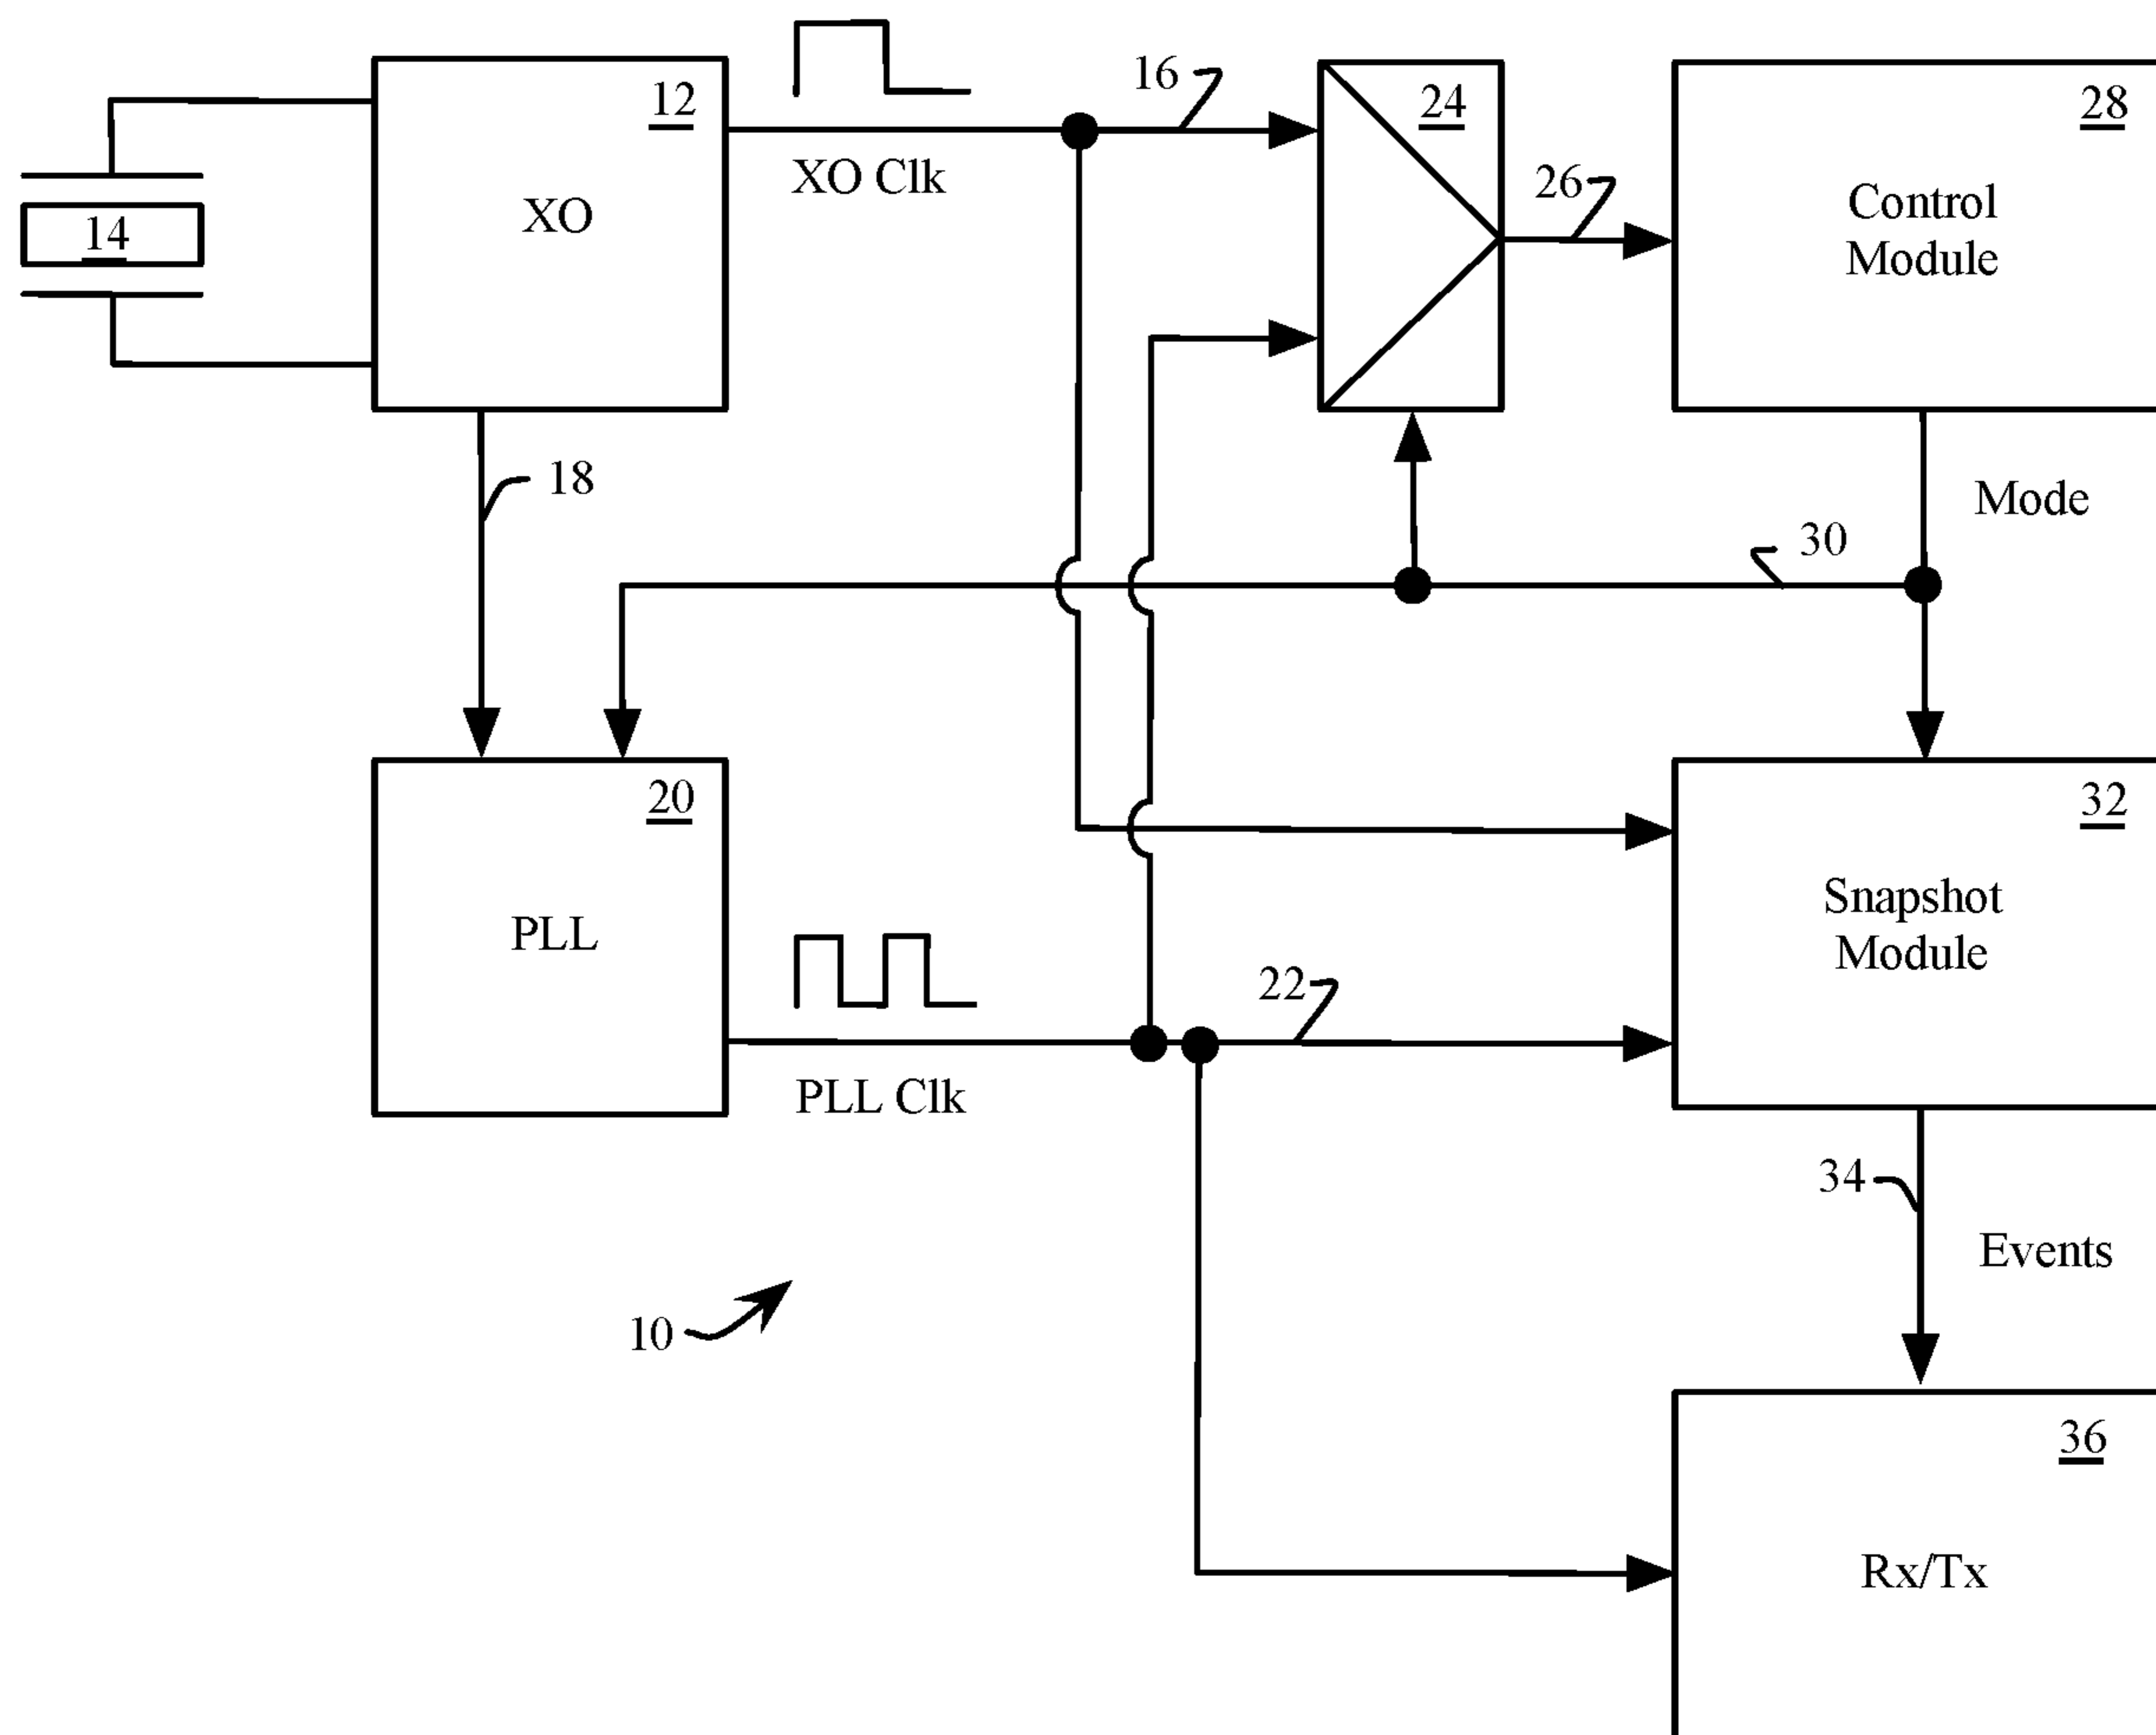 12
XO
14
XO Clk
16
24
26
28
Control
Module
18
Mode
30
20
PLL
32
Snapshot
Module
22
PLL Clk
34
Events
10
36
Rx/Tx